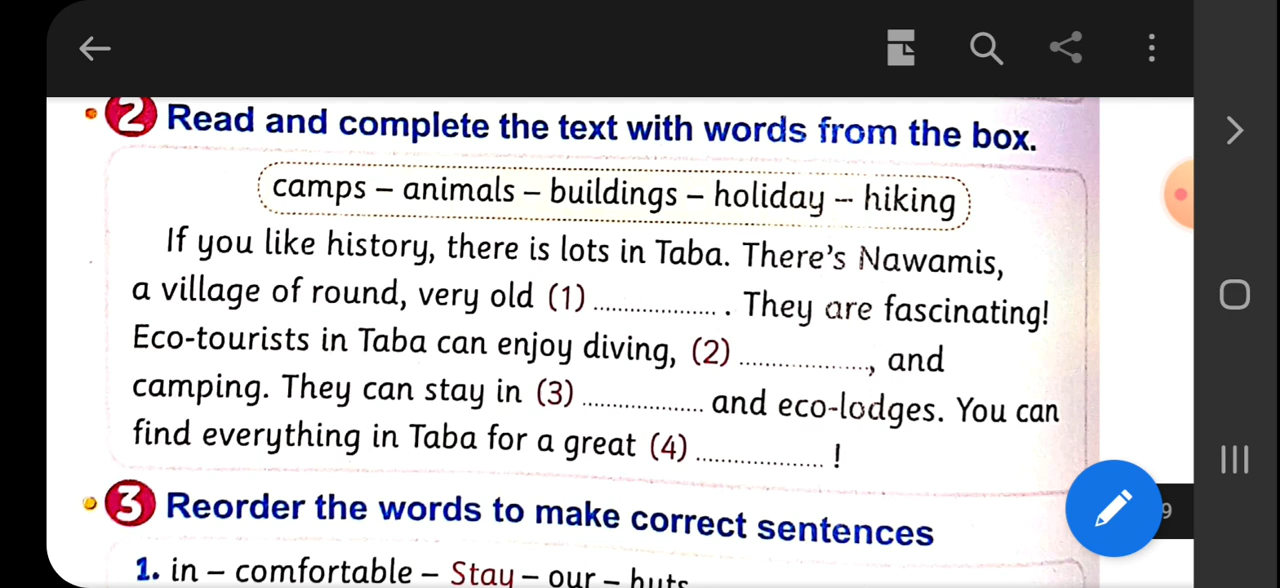 2 Read and complete the text with words from the box.
camps – animals – buildings – holiday – hiking
If you like history, there is lots in Taba. There's Nawamis,
a village of round, very old (1) .................... . They are fascinating!
Eco-tourists in Taba can enjoy diving, (2) ...................., and
camping. They can stay in (3) .................... and eco-lodges. You can
find everything in Taba for a great (4) .................... !
3 Reorder the words to make correct sentences
1. in – comfortable – Stay – our – huts
9